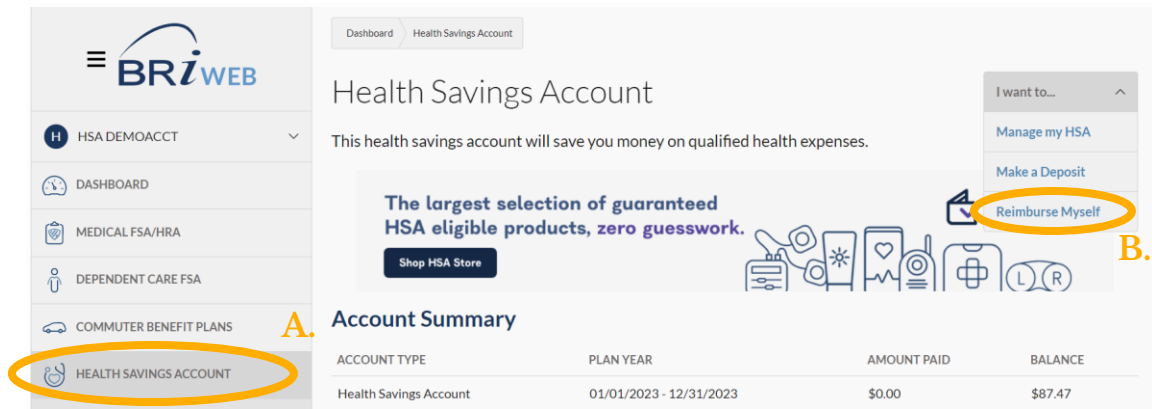 BRiWEB
H
HSA DEMOACCT
DASHBOARD
MEDICAL FSA/HRA
DEPENDENT CARE FSA
COMMUTER BENEFIT PLANS
A.
HEALTH SAVINGS ACCOUNT
Dashboard
Health Savings Account
Health Savings Account
This health savings account will save you money on qualified health expenses.
I want to...
Manage my HSA
Make a Deposit
Reimburse Myself
B.
The largest selection of guaranteed
HSA eligible products, zero guesswork.
Shop HSA Store
L R
Account Summary
ACCOUNT TYPE PLAN YEAR AMOUNT PAID BALANCE
Health Savings Account 01/01/2023 - 12/31/2023 $0.00 $87.47